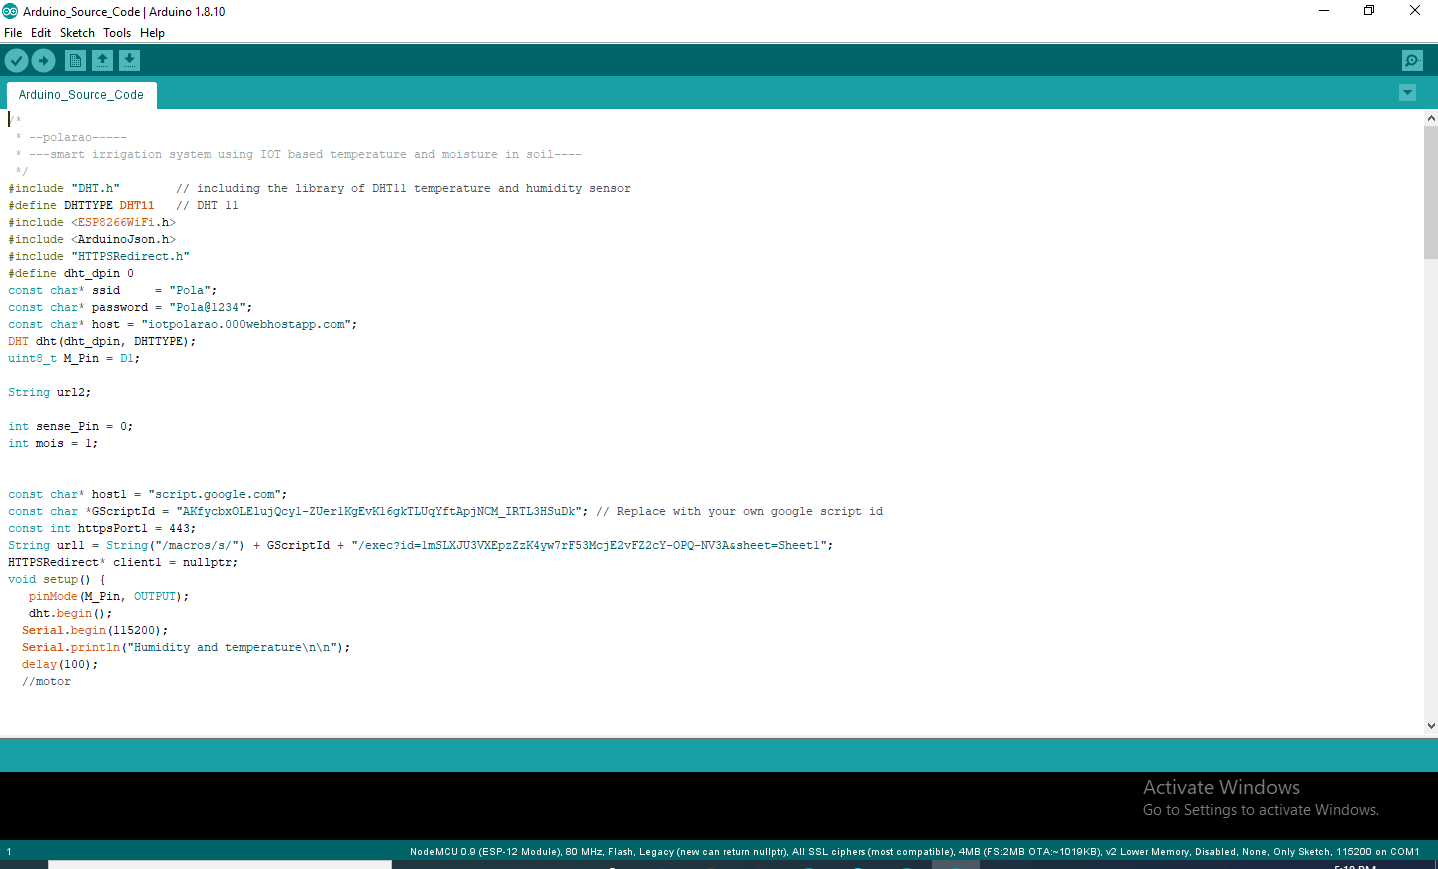 Arduino_Source_Code | Arduino 1.8.10
File Edit Sketch Tools Help
Arduino_Source_Code
/*
* --polarao-----
* ---smart irrigation system using IOT based temperature and moisture in soil----
*/
#include "DHT.h" // including the library of DHT11 temperature and humidity sensor
#define DHTTYPE DHT11 // DHT 11
#include <ESP8266WiFi.h>
#include <ArduinoJson.h>
#include "HTTPSRedirect.h"
#define dht_dpin 0
const char* ssid = "Pola";
const char* password = "Pola@1234";
const char* host = "iotpolarao.000webhostapp.com";
DHT dht(dht_dpin, DHTTYPE);
uint8_t M_Pin = D1;
String url2;
int sense_Pin = 0;
int mois = 1;
const char* host1 = "script.google.com";
const char *GScriptId = "AKfycbxOLE1ujQcy1-ZUer1KgEvK16gkTLUqYftApjNCM_IRTL3HSuDk"; // Replace with your own google script id
const int httpsPort1 = 443;
String url1 = String("/macros/s/") + GScriptId + "/exec?id=1mSLXJU3VXEpzZzK4yw7rF53McjE2vFZ2cY-OPQ-NV3A&sheet=Sheet1";
HTTPSRedirect* client1 = nullptr;
void setup() {
pinMode(M_Pin, OUTPUT);
dht.begin();
Serial.begin(115200);
Serial.println("Humidity and temperature\n\n");
delay(100);
//motor
Activate Windows
Go to Settings to activate Windows.
1 NodeMCU 0.9 (ESP-12 Module), 80 MHz, Flash, Legacy (new can return nullptr), All SSL ciphers (most compatible), 4MB (FS:2MB OTA:~1019KB), v2 Lower Memory, Disabled, None, Only Sketch, 115200 on COM1